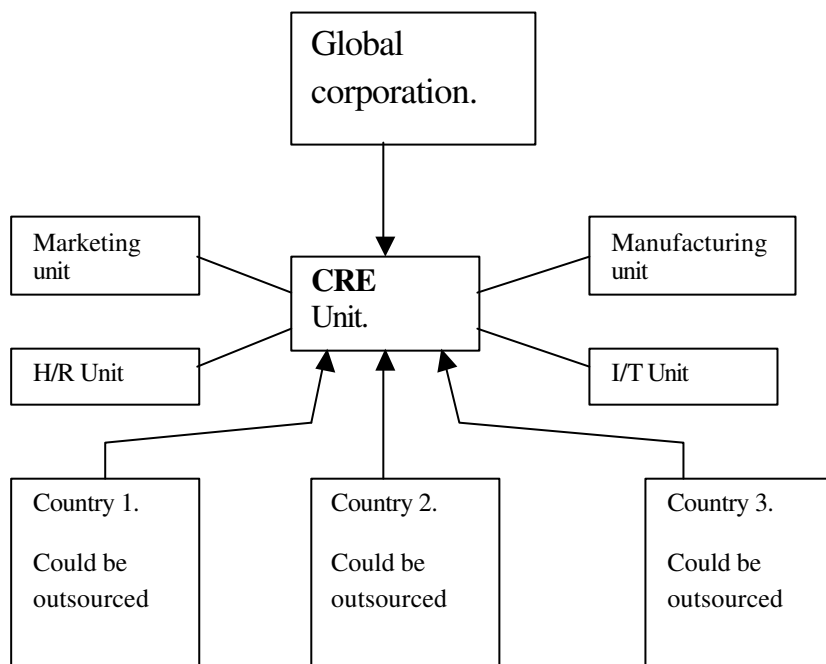 Global
corporation.
Marketing
unit
Manufacturing
unit
CRE
Unit.
H/R Unit
I/T Unit
Country 1.
Could be
outsourced
Country 2.
Could be
outsourced
Country 3.
Could be
outsourced